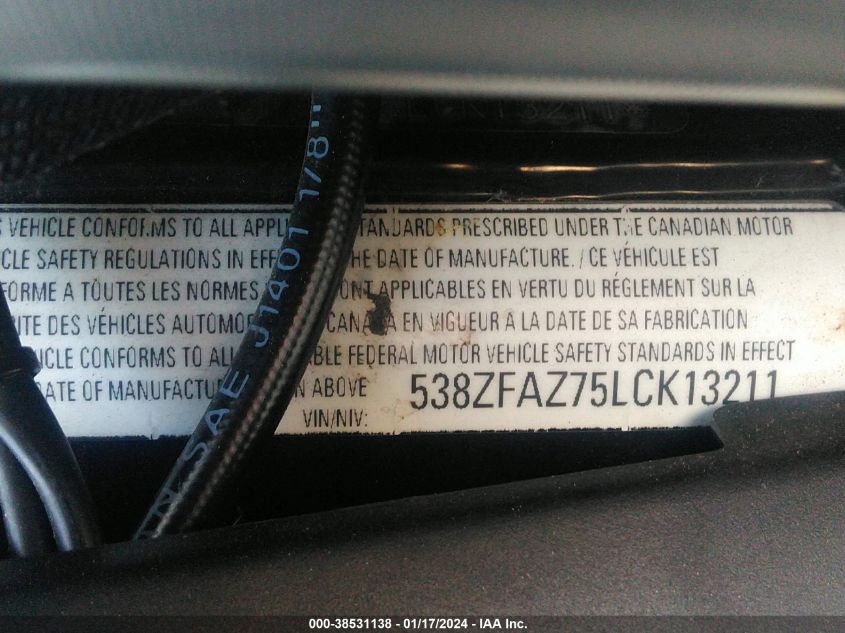 VEHICLE CONFORMS TO ALL APPL STANDARDS PRESCRIBED UNDER THE CANADIAN MOTOR
CLE SAFETY REGULATIONS IN EFFE THE DATE OF MANUFACTURE. / CE VÉHICULE EST
FORME A TOUTES LES NORMES ONT APPLICABLES EN VERTU DU RÉGLEMENT SUR LA
ITE DES VÉHICLES AUTOMO CANADA EN VIGUEUR A LA DATE DE SA FABRICATION
ICLE CONFORMS TO ALL BLE FEDERAL MOTOR VEHICLE SAFETY STANDARDS IN EFFECT
DATE OF MANUFACTUR N ABOVE 538ZFAZ75LCK13211
VIN/NIV:
SAE J1401 1/8"
000-38531138 - 01/17/2024 - IAA Inc.